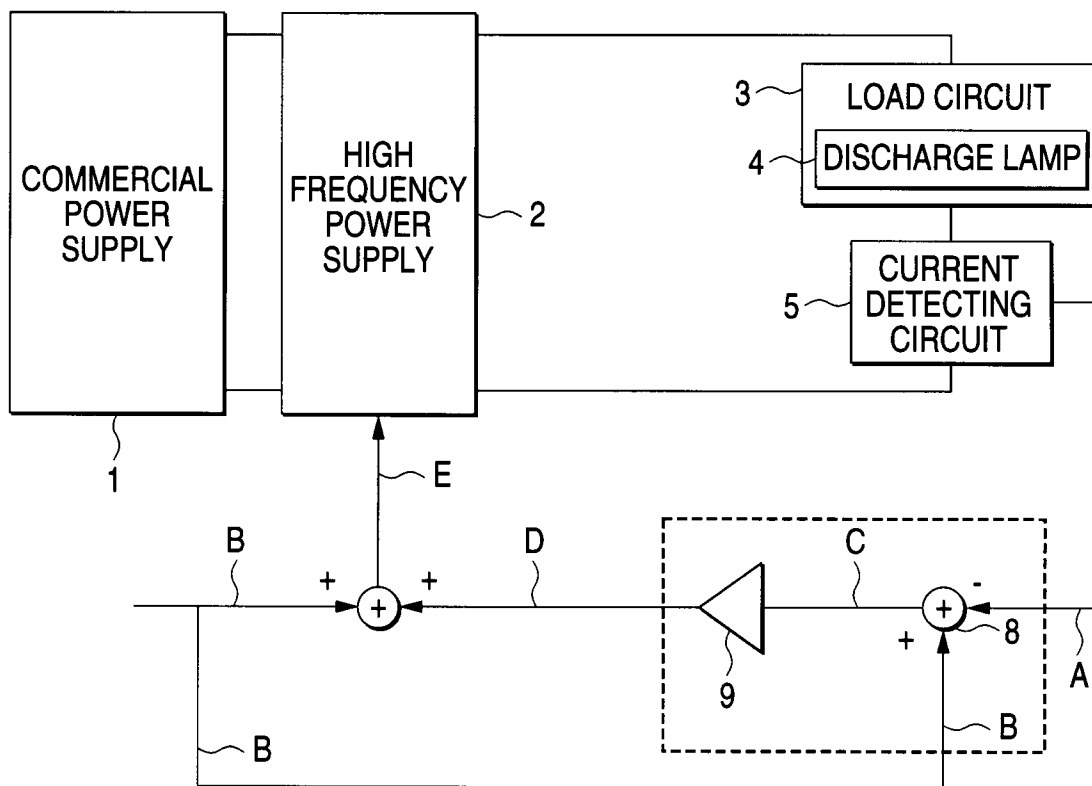 COMMERCIAL
POWER
SUPPLY
HIGH
FREQUENCY
POWER
SUPPLY
LOAD CIRCUIT
DISCHARGE LAMP
CURRENT
DETECTING
CIRCUIT
3
4
2
5
1
E
B
D
C
+
+
+
+
-
+
8
A
9
B
B